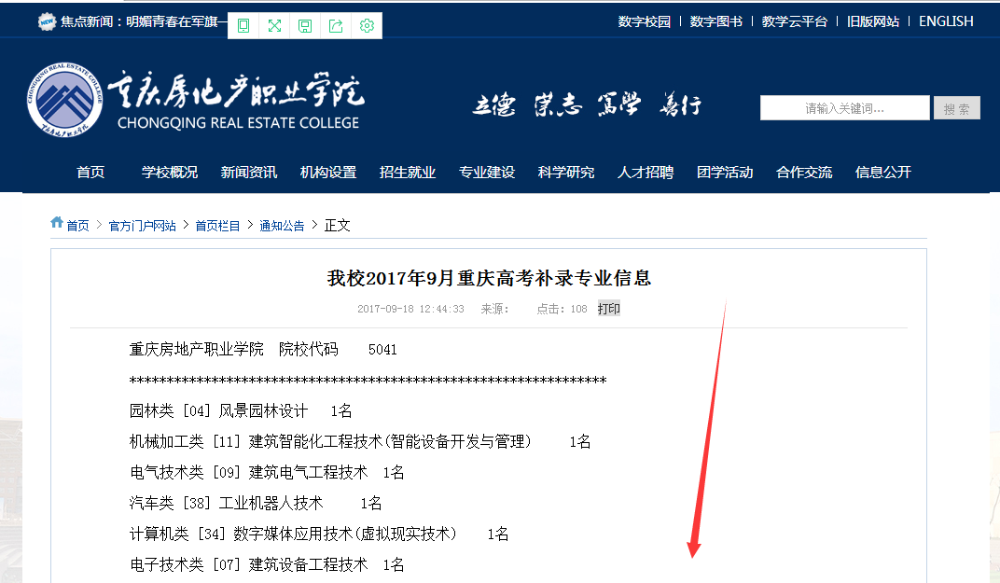 焦点新闻：明媚青春在军旗一
数字校园 | 数字图书 | 教学云平台 | 旧版网站 | ENGLISH
重庆房地产职业学院
CHONGQING REAL ESTATE COLLEGE
立德 崇志 笃学 善行
请输入关键词...
搜 索
首页 学校概况 新闻资讯 机构设置 招生就业 专业建设 科学研究 人才招聘 团学活动 合作交流 信息公开
首页 > 官方门户网站 > 首页栏目 > 通知公告 > 正文
我校2017年9月重庆高考补录专业信息
2017-09-18 12:44:33 来源： 点击：108 打印
重庆房地产职业学院 院校代码 5041
****************************************************************
园林类 [04] 风景园林设计 1名
机械加工类 [11] 建筑智能化工程技术(智能设备开发与管理) 1名
电气技术类 [09] 建筑电气工程技术 1名
汽车类 [38] 工业机器人技术 1名
计算机类 [34] 数字媒体应用技术(虚拟现实技术) 1名
电子技术类 [07] 建筑设备工程技术 1名